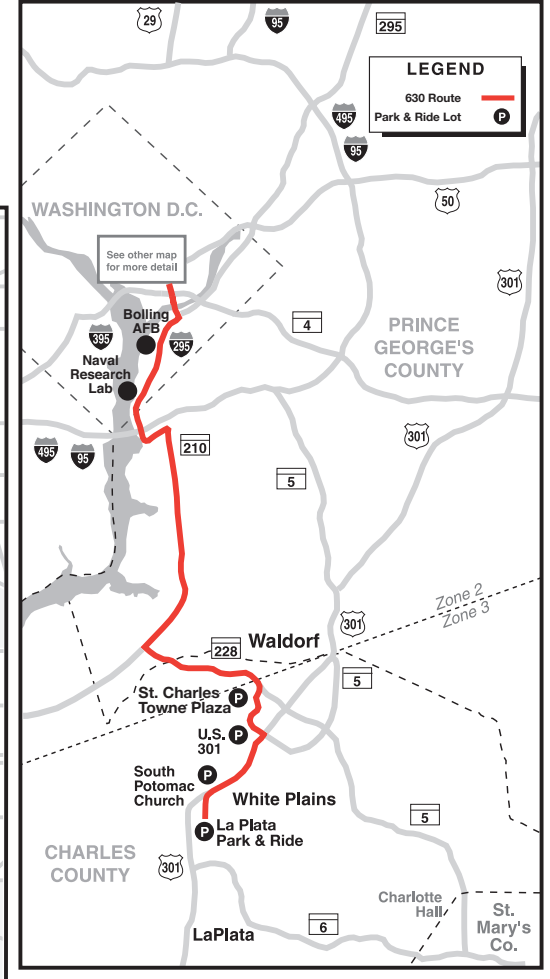 29
95
295
LEGEND
630 Route
Park & Ride Lot P
495
95
50
WASHINGTON D.C.
See other map
for more detail
301
Bolling
AFB
4
395
295
PRINCE
GEORGE'S
COUNTY
Naval
Research
Lab
301
210
495
95
5
Zone 2
Zone 3
301
Waldorf
228
5
St. Charles
Towne Plaza
P
U.S.
301
P
South
Potomac
Church
P
White Plains
5
P
La Plata
Park & Ride
CHARLES
COUNTY
301
Charlotte
Hall
St.
Mary's
Co.
6
LaPlata